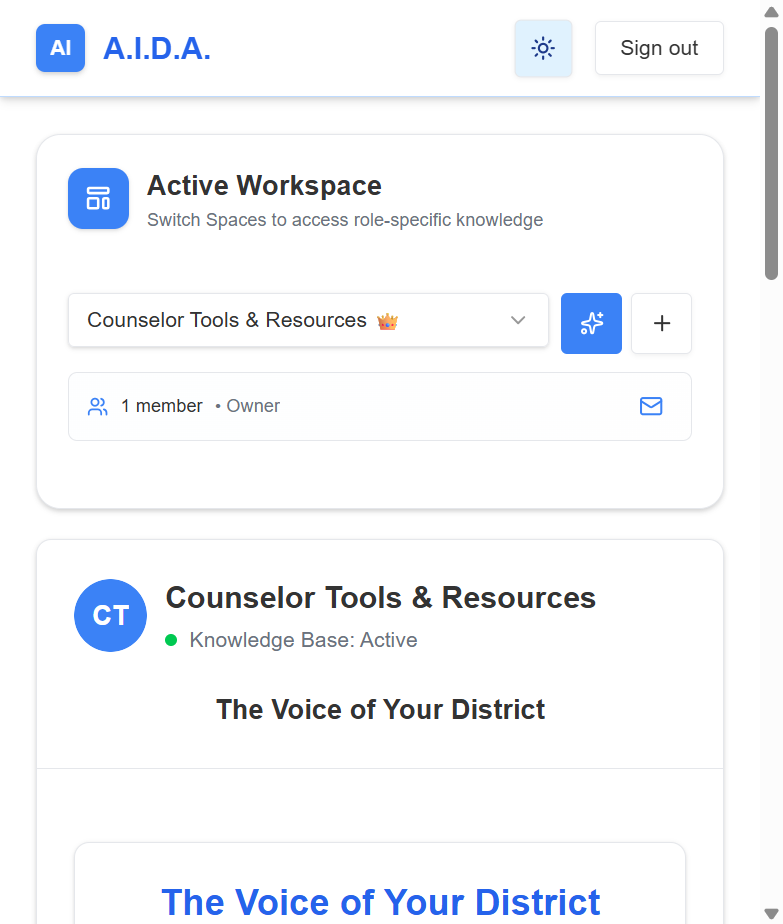 AI A.I.D.A. Sign out
Active Workspace
Switch Spaces to access role-specific knowledge
Counselor Tools & Resources 👑
1 member • Owner
CT
Counselor Tools & Resources
Knowledge Base: Active
The Voice of Your District
The Voice of Your District